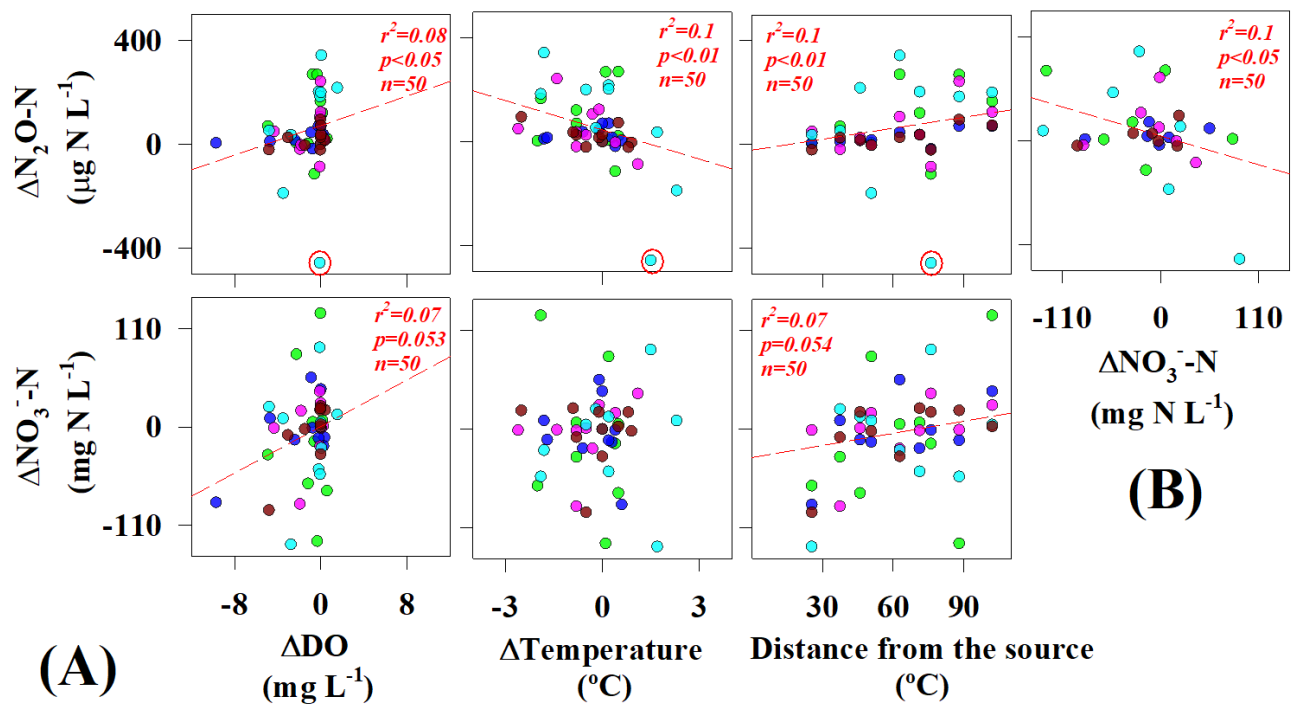 400
0
-400
ΔN₂O-N
(µg N L⁻¹)
r²=0.08
p<0.05
n=50
r²=0.1
p<0.01
n=50
r²=0.1
p<0.01
n=50
r²=0.1
p<0.05
n=50
-110 0 110
ΔNO₃⁻-N
(mg N L⁻¹)
(B)
110
0
-110
ΔNO₃⁻-N
(mg N L⁻¹)
r²=0.07
p=0.053
n=50
r²=0.07
p=0.054
n=50
-8 0 8
ΔDO
(mg L⁻¹)
-3 0 3
ΔTemperature
(ºC)
30 60 90
Distance from the source
(ºC)
(A)